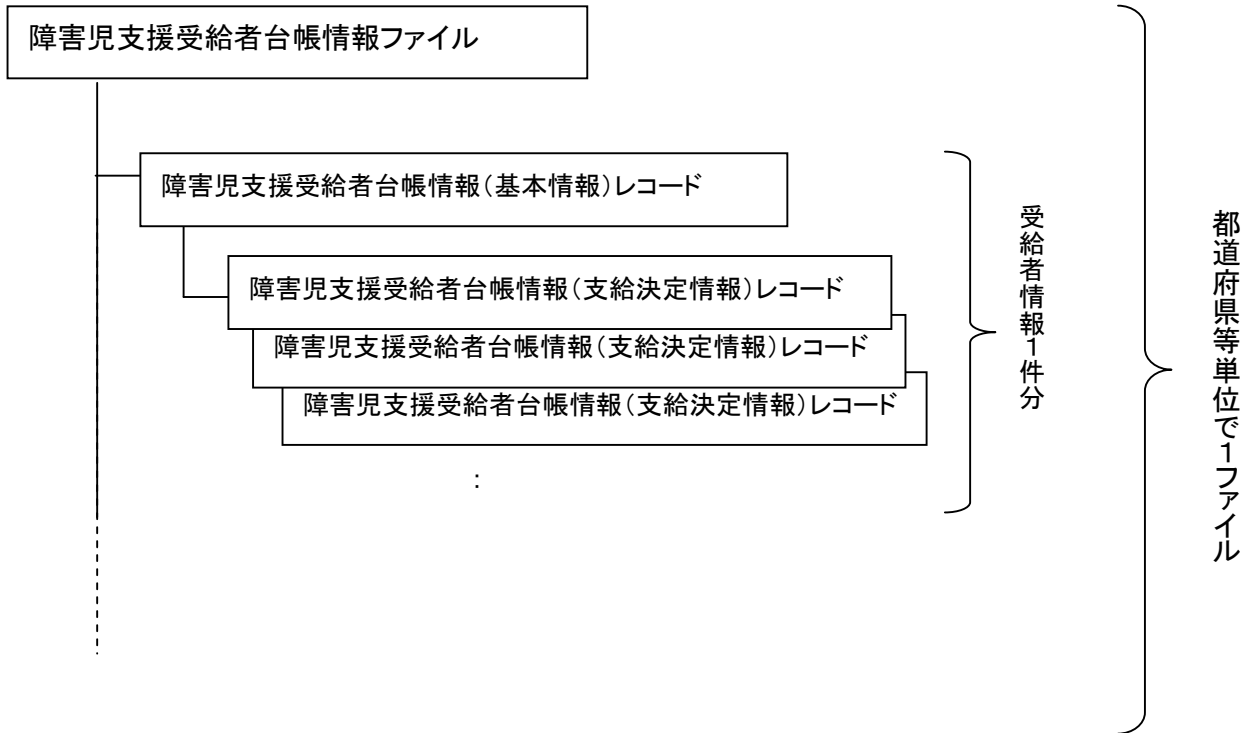 障害児支援受給者台帳情報ファイル
障害児支援受給者台帳情報(基本情報)レコード
障害児支援受給者台帳情報(支給決定情報)レコード
障害児支援受給者台帳情報(支給決定情報)レコード
障害児支援受給者台帳情報(支給決定情報)レコード
:
受給者情報1件分
都道府県等単位で1ファイル